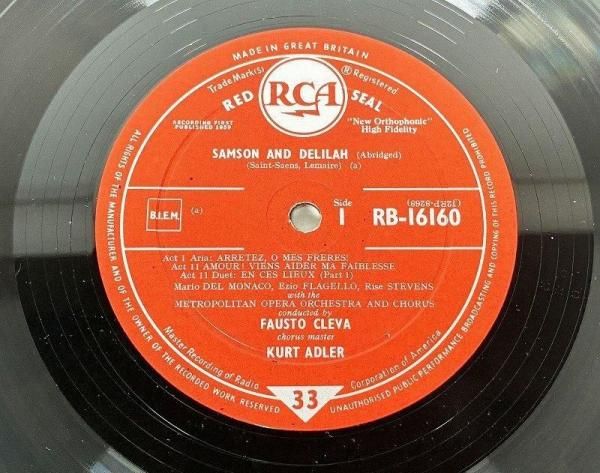 MADE IN GREAT BRITAIN
Trade Mark(s) ® Registered
RED RCA SEAL
RECORDING FIRST
PUBLISHED 1959
"New Orthophonic"
High Fidelity
SAMSON AND DELILAH (Abridged)
(Saint-Saens, Lemaire) (a)
B.I.E.M.
(a)
Side
1
RB-16160
(J2RP-8268)
Act 1 Aria: ARRETEZ, O MES FRERES!
Act 11 AMOUR! VIENS AIDER MA FAIBLESSE
Act 11 Duet: EN CES LIEUX (Part 1)
Mario DEL MONACO, Ezio FLAGELLO, Rise STEVENS
with the
METROPOLITAN OPERA ORCHESTRA AND CHORUS
conducted by
FAUSTO CLEVA
chorus master
KURT ADLER
Master Recording of Radio Corporation of America
33
ALL RIGHTS OF THE MANUFACTURER AND OF THE OWNER OF THE RECORDED WORK RESERVED
UNAUTHORISED PUBLIC PERFORMANCE BROADCASTING AND COPYING OF THIS RECORD PROHIBITED